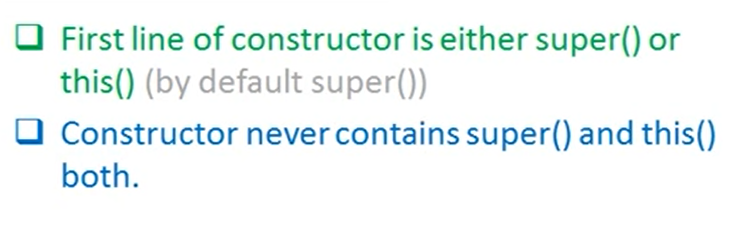 ❑ First line of constructor is either super() or
this() (by default super())
❑ Constructor never contains super() and this()
both.